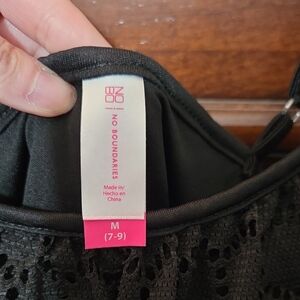 NO
BO
NO BOUNDARIES
Made in/
Hecho en
China
M
(7-9)